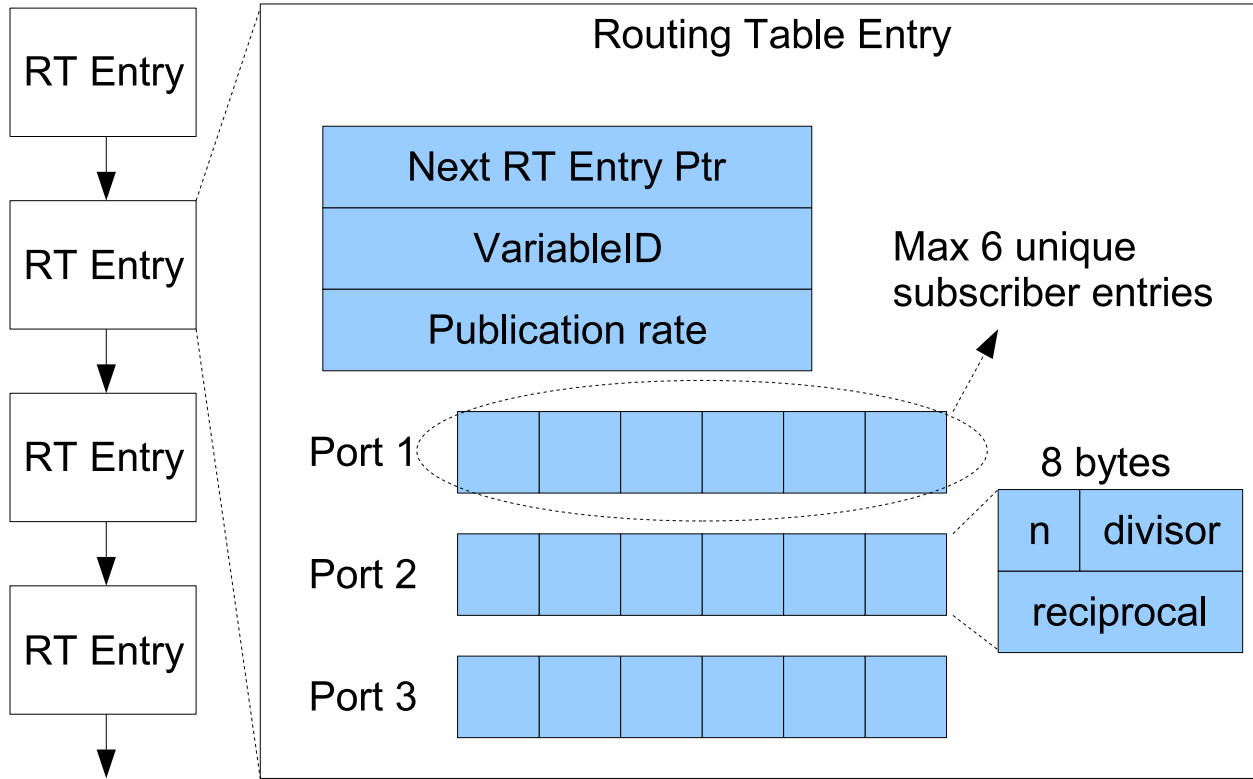 RT Entry
RT Entry
RT Entry
RT Entry
Routing Table Entry
Next RT Entry Ptr
VariableID
Publication rate
Max 6 unique
subscriber entries
Port 1
Port 2
Port 3
8 bytes
n
divisor
reciprocal